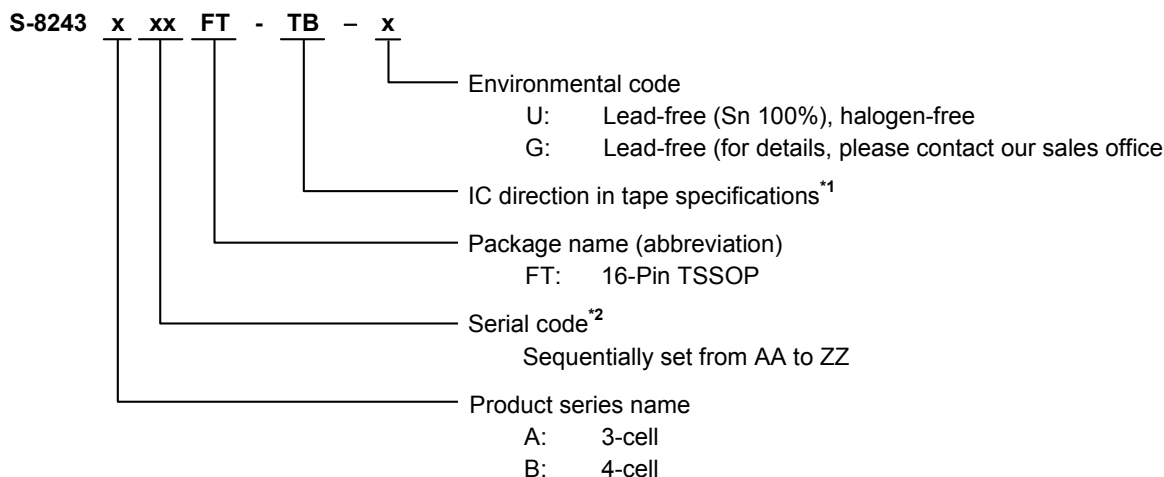 S-8243 x xx FT - TB – x
Environmental code
U: Lead-free (Sn 100%), halogen-free
G: Lead-free (for details, please contact our sales office
IC direction in tape specifications*1
Package name (abbreviation)
FT: 16-Pin TSSOP
Serial code*2
Sequentially set from AA to ZZ
Product series name
A: 3-cell
B: 4-cell